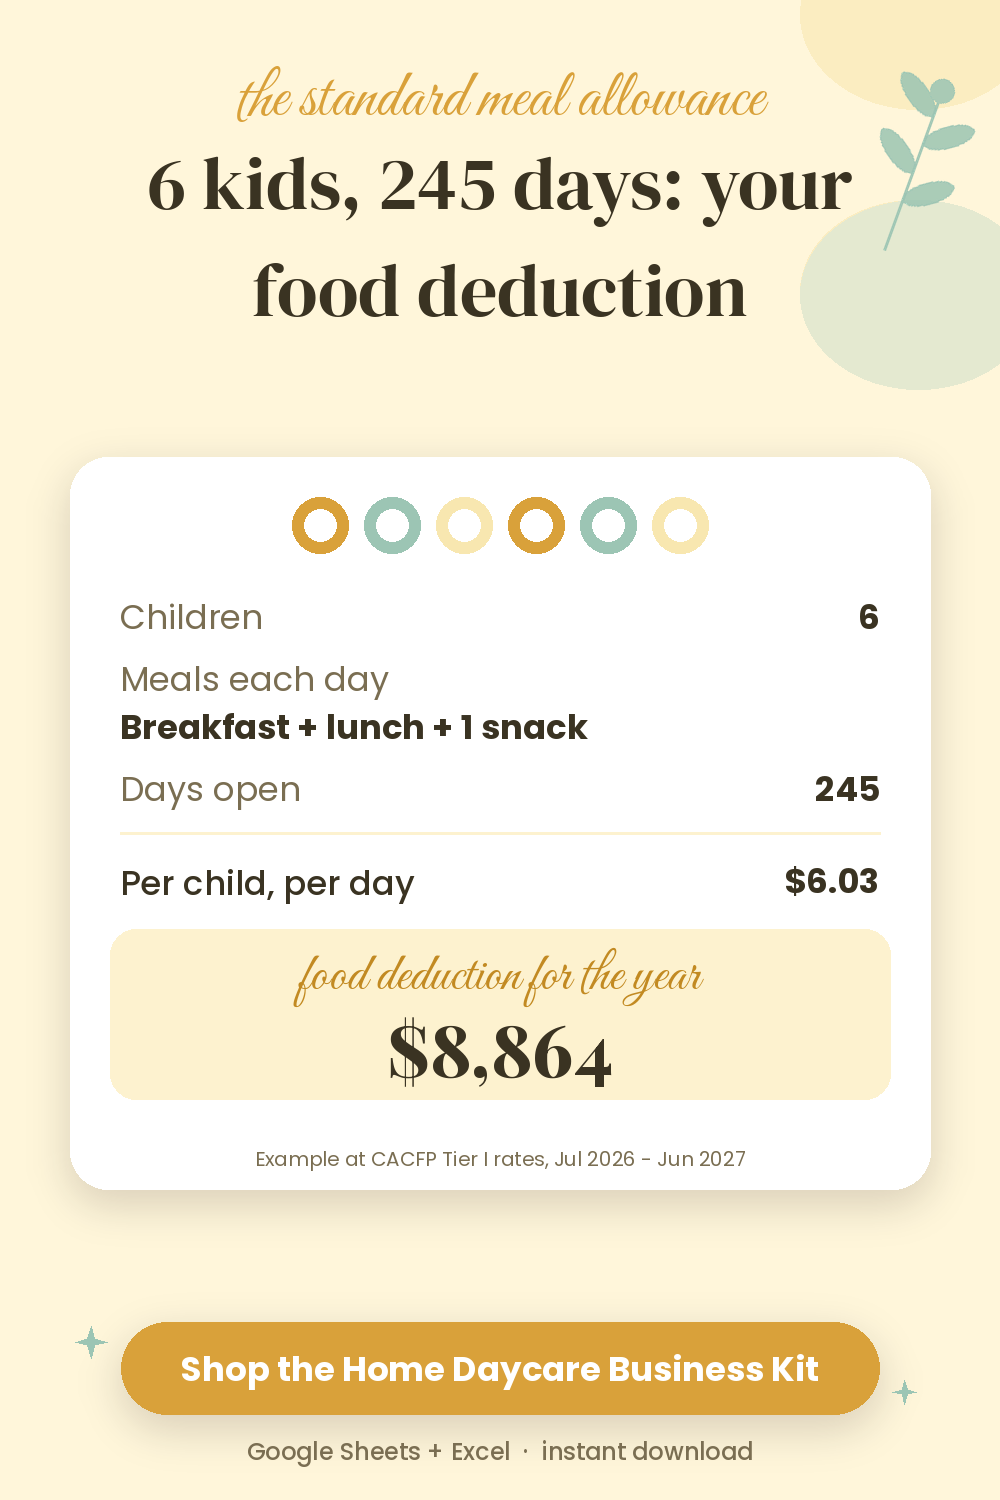 the standard meal allowance
6 kids, 245 days: your
food deduction
Children 6
Meals each day
Breakfast + lunch + 1 snack
Days open 245
Per child, per day $6.03
food deduction for the year
$8,864
Example at CACFP Tier I rates, Jul 2026 - Jun 2027
Shop the Home Daycare Business Kit
Google Sheets + Excel · instant download